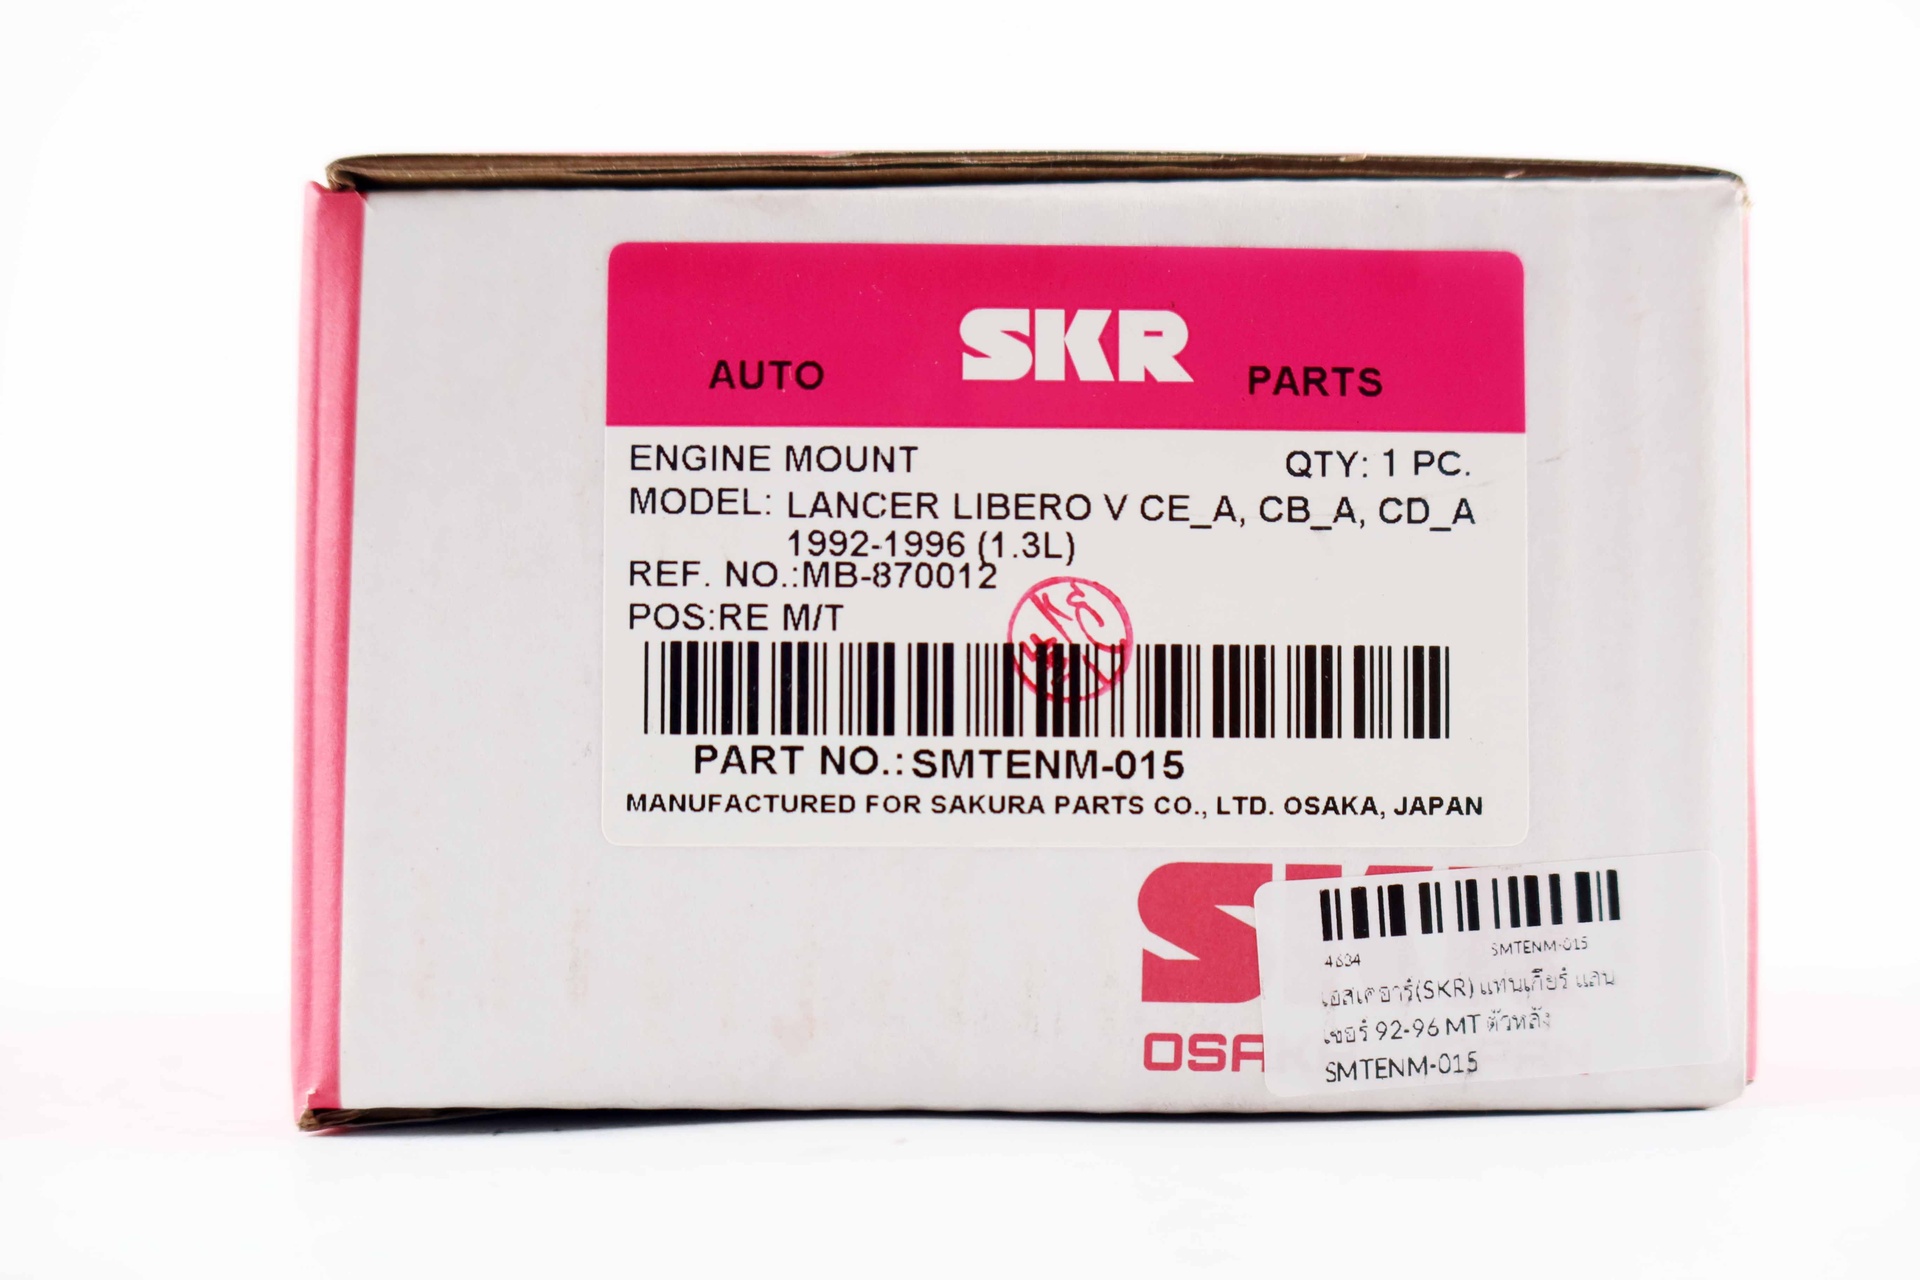 SKR
AUTO PARTS
ENGINE MOUNT QTY: 1 PC.
MODEL: LANCER LIBERO V CE_A, CB_A, CD_A
1992-1996 (1.3L)
REF. NO.:MB-870012
POS:RE M/T
PART NO.:SMTENM-015
MANUFACTURED FOR SAKURA PARTS CO., LTD. OSAKA, JAPAN
4634 SMTENM-015
เอสเคอาร์(SKR) แท่นเกียร์ แลน
เซอร์ 92-96 MT ตัวหลัง
SMTENM-015